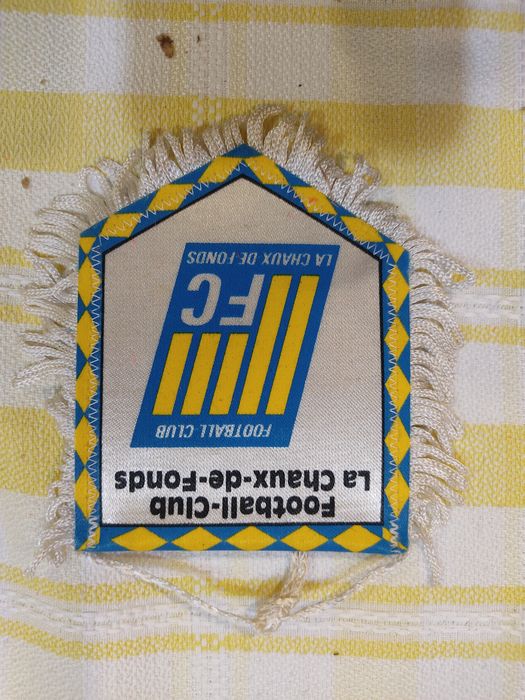 Football-Club
La Chaux-de-Fonds
FOOTBALL CLUB
FC
LA CHAUX DE FONDS